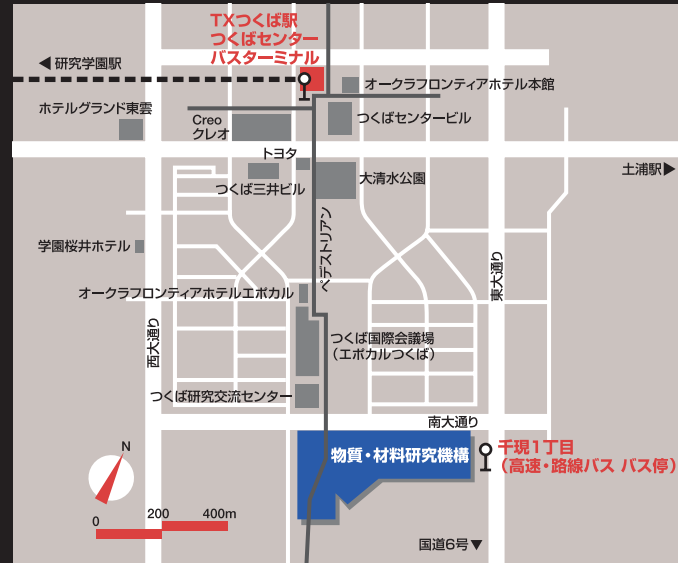 TXつくば駅
つくばセンター
バスターミナル
◀ 研究学園駅
オークラフロンティアホテル本館
ホテルグランド東雲
Creo
クレオ
つくばセンタービル
トヨタ
土浦駅▶
つくば三井ビル
大清水公園
ペデストリアン
学園桜井ホテル
東大通り
オークラフロンティアホテルエポカル
西大通り
つくば国際会議場
(エポカルつくば)
つくば研究交流センター
南大通り
物質・材料研究機構
千現1丁目
(高速・路線バス バス停)
N
0 200 400m
国道6号▼